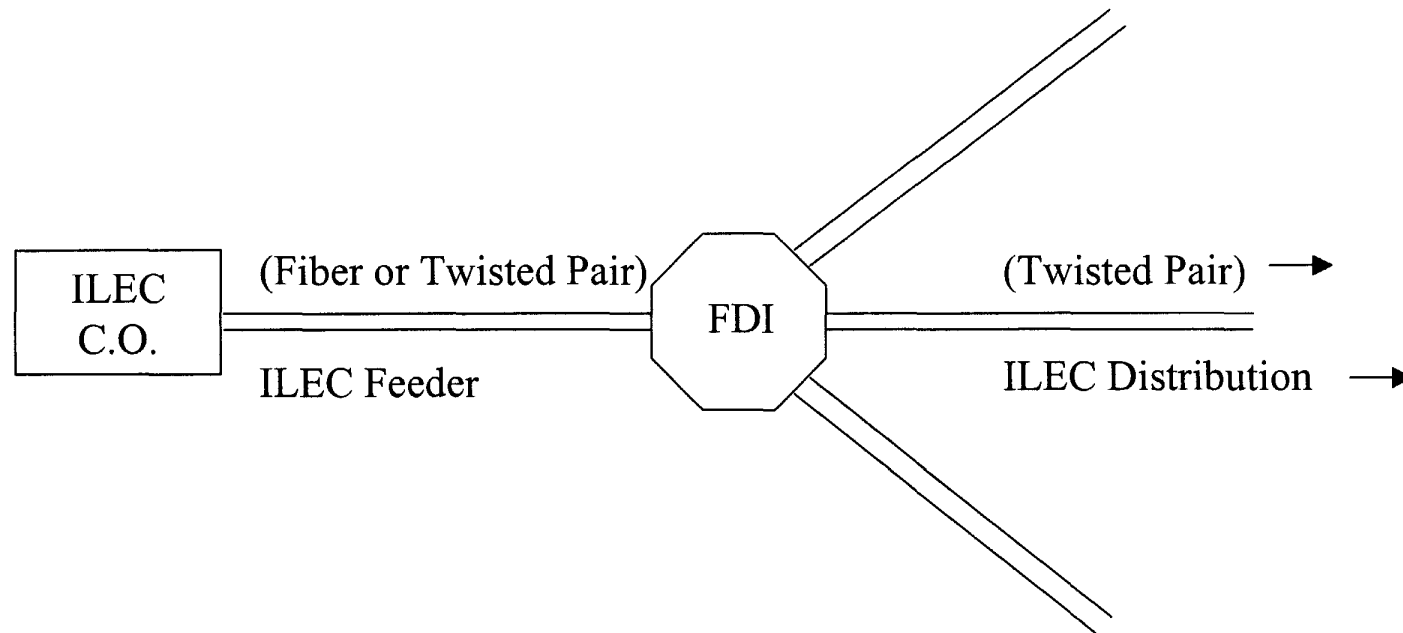 ILEC
C.O.
(Fiber or Twisted Pair)
ILEC Feeder
FDI
(Twisted Pair)
ILEC Distribution